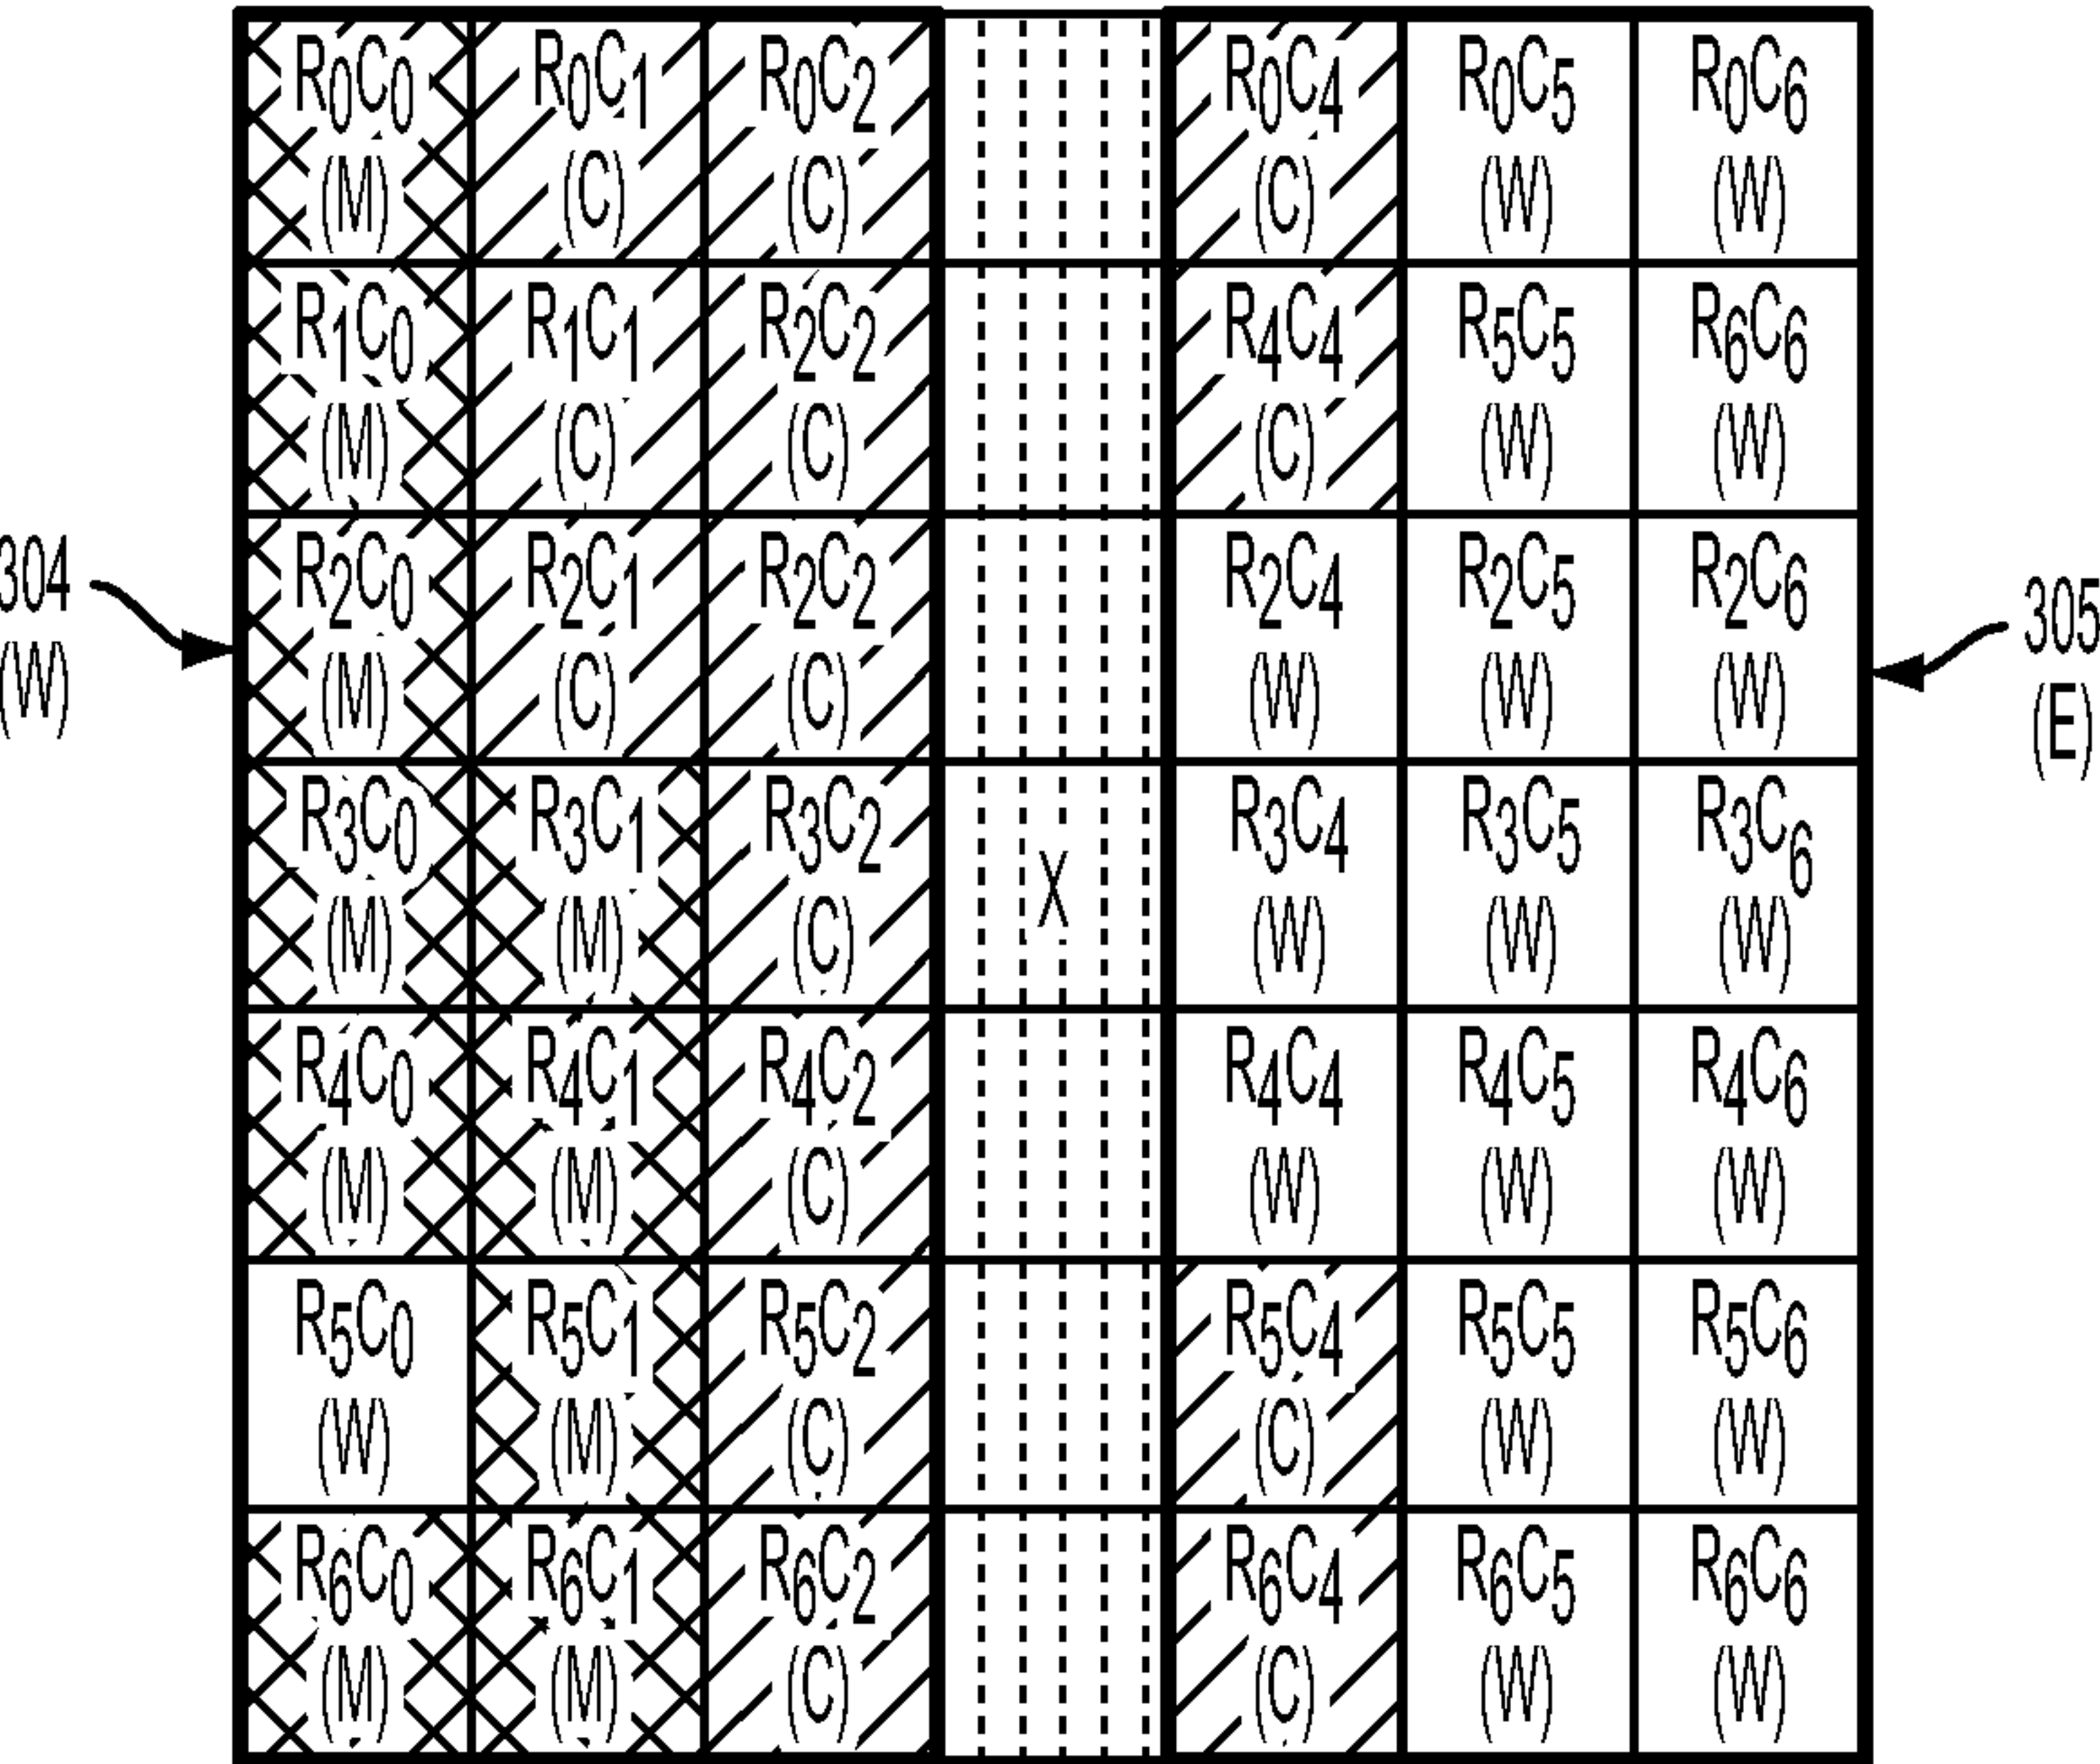 R0C0 R0C1 R0C2 R0C4 R0C5 R0C6
(M) (C) (C) (C) (W) (W)
R1C0 R1C1 R2C2 R4C4 R5C5 R6C6
(M) (C) (C) (C) (W) (W)
304
(W)
R2C0 R2C1 R2C2 R2C4 R2C5 R2C6
(M) (C) (C) (W) (W) (W)
305
(E)
R3C0 R3C1 R3C2 X R3C4 R3C5 R3C6
(M) (M) (C) (W) (W) (W)
R4C0 R4C1 R4C2 R4C4 R4C5 R4C6
(M) (M) (C) (W) (W) (W)
R5C0 R5C1 R5C2 R5C4 R5C5 R5C6
(W) (M) (C) (C) (W) (W)
R6C0 R6C1 R6C2 R6C4 R6C5 R6C6
(M) (M) (C) (C) (W) (W)